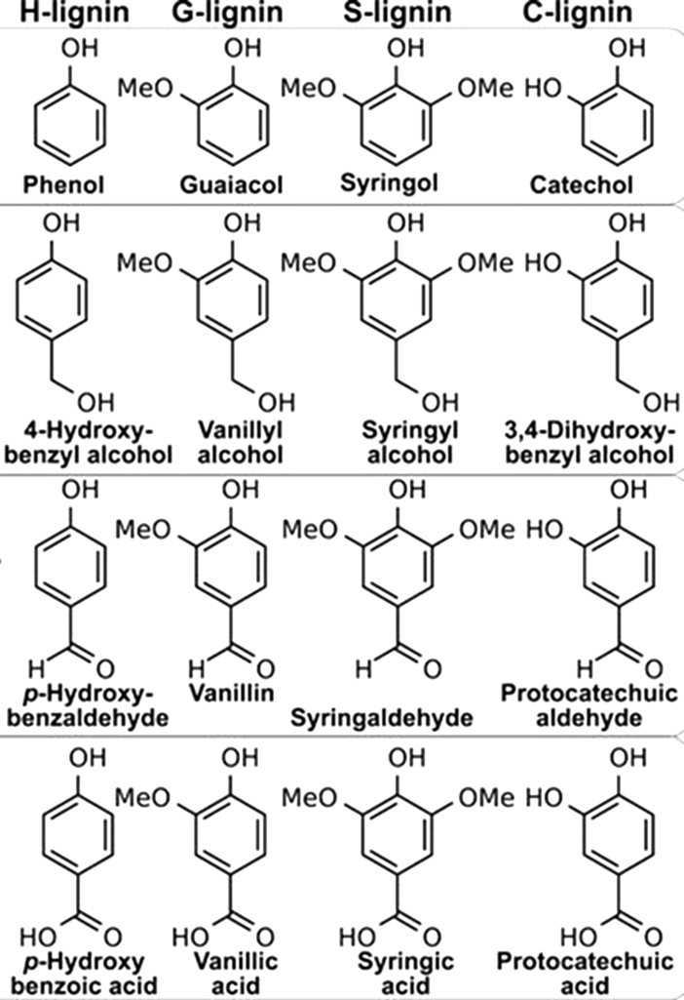 H-lignin G-lignin S-lignin C-lignin
OH OH OH OH
MeO MeO OMe HO
Phenol Guaiacol Syringol Catechol
OH OH OH OH
MeO MeO OMe HO
OH OH OH OH
4-Hydroxy- Vanillyl Syringyl 3,4-Dihydroxy-
benzyl alcohol alcohol alcohol benzyl alcohol
OH OH OH OH
MeO MeO OMe HO
H O H O H O H O
p-Hydroxy- Vanillin Protocatechuic
benzaldehyde Syringaldehyde aldehyde
OH OH OH OH
MeO MeO OMe HO
HO O HO O HO O HO O
p-Hydroxy Vanillic Syringic Protocatechuic
benzoic acid acid acid acid